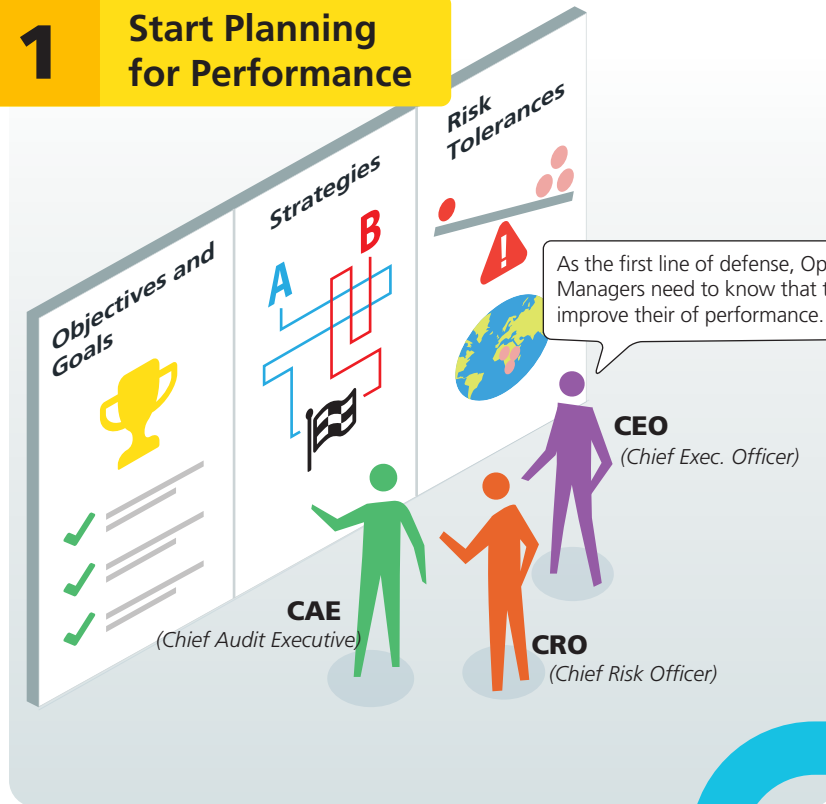 1
Start Planning
for Performance
Objectives and
Goals
Strategies
A
B
Risk
Tolerances
!
As the first line of defense, Op
Managers need to know that t
improve their of performance.
CEO
(Chief Exec. Officer)
CAE
(Chief Audit Executive)
CRO
(Chief Risk Officer)